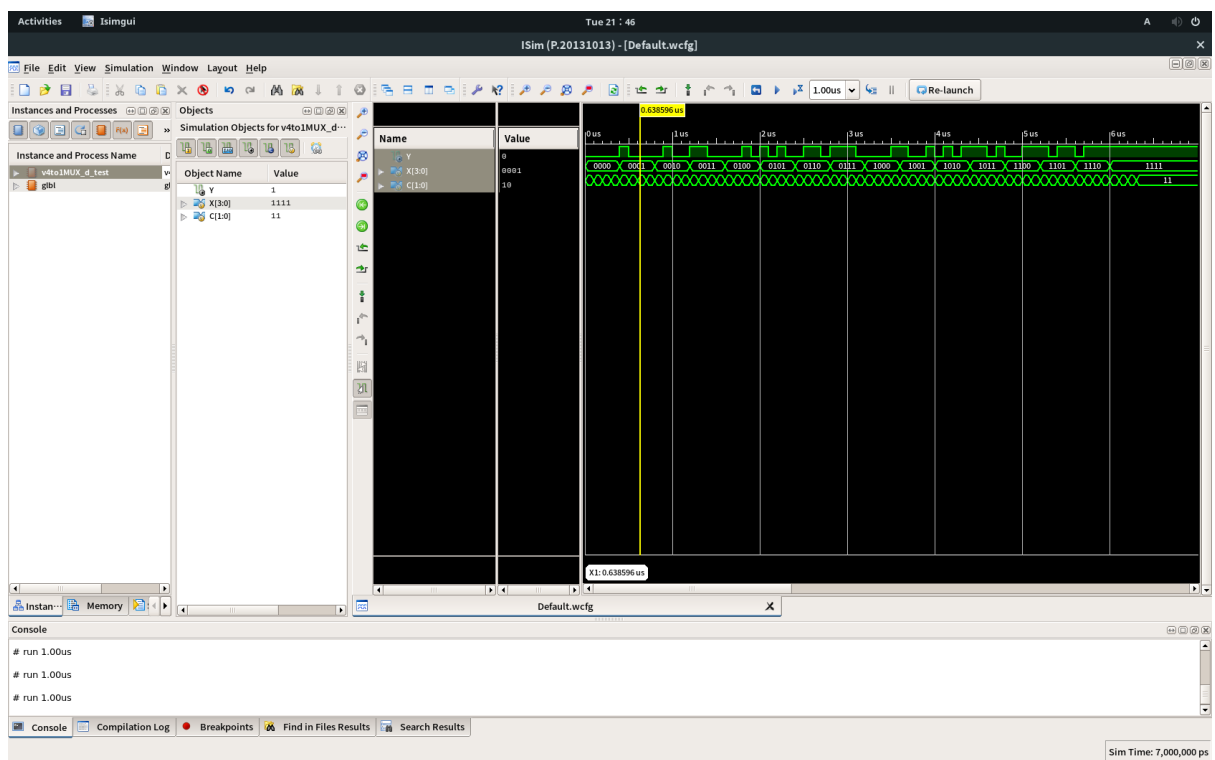 Activities Isimgui Tue 21 : 46 A
ISim (P.20131013) - [Default.wcfg]
File Edit View Simulation Window Layout Help
1.00us Re-launch
Instances and Processes
Instance and Process Name D
v4to1MUX_d_test v
glbl gl
Objects
Simulation Objects for v4to1MUX_d···
Object Name Value
Y 1
X[3:0] 1111
C[1:0] 11
Name Value
Y 0
X[3:0] 0001
C[1:0] 10
0.638596 us
0 us 1 us 2 us 3 us 4 us 5 us 6 us
0000 0001 0010 0011 0100 0101 0110 0111 1000 1001 1010 1011 1100 1101 1110 1111
11
X1: 0.638596 us
Instan··· Memory
Default.wcfg
Console
# run 1.00us
# run 1.00us
# run 1.00us
Console Compilation Log Breakpoints Find in Files Results Search Results
Sim Time: 7,000,000 ps